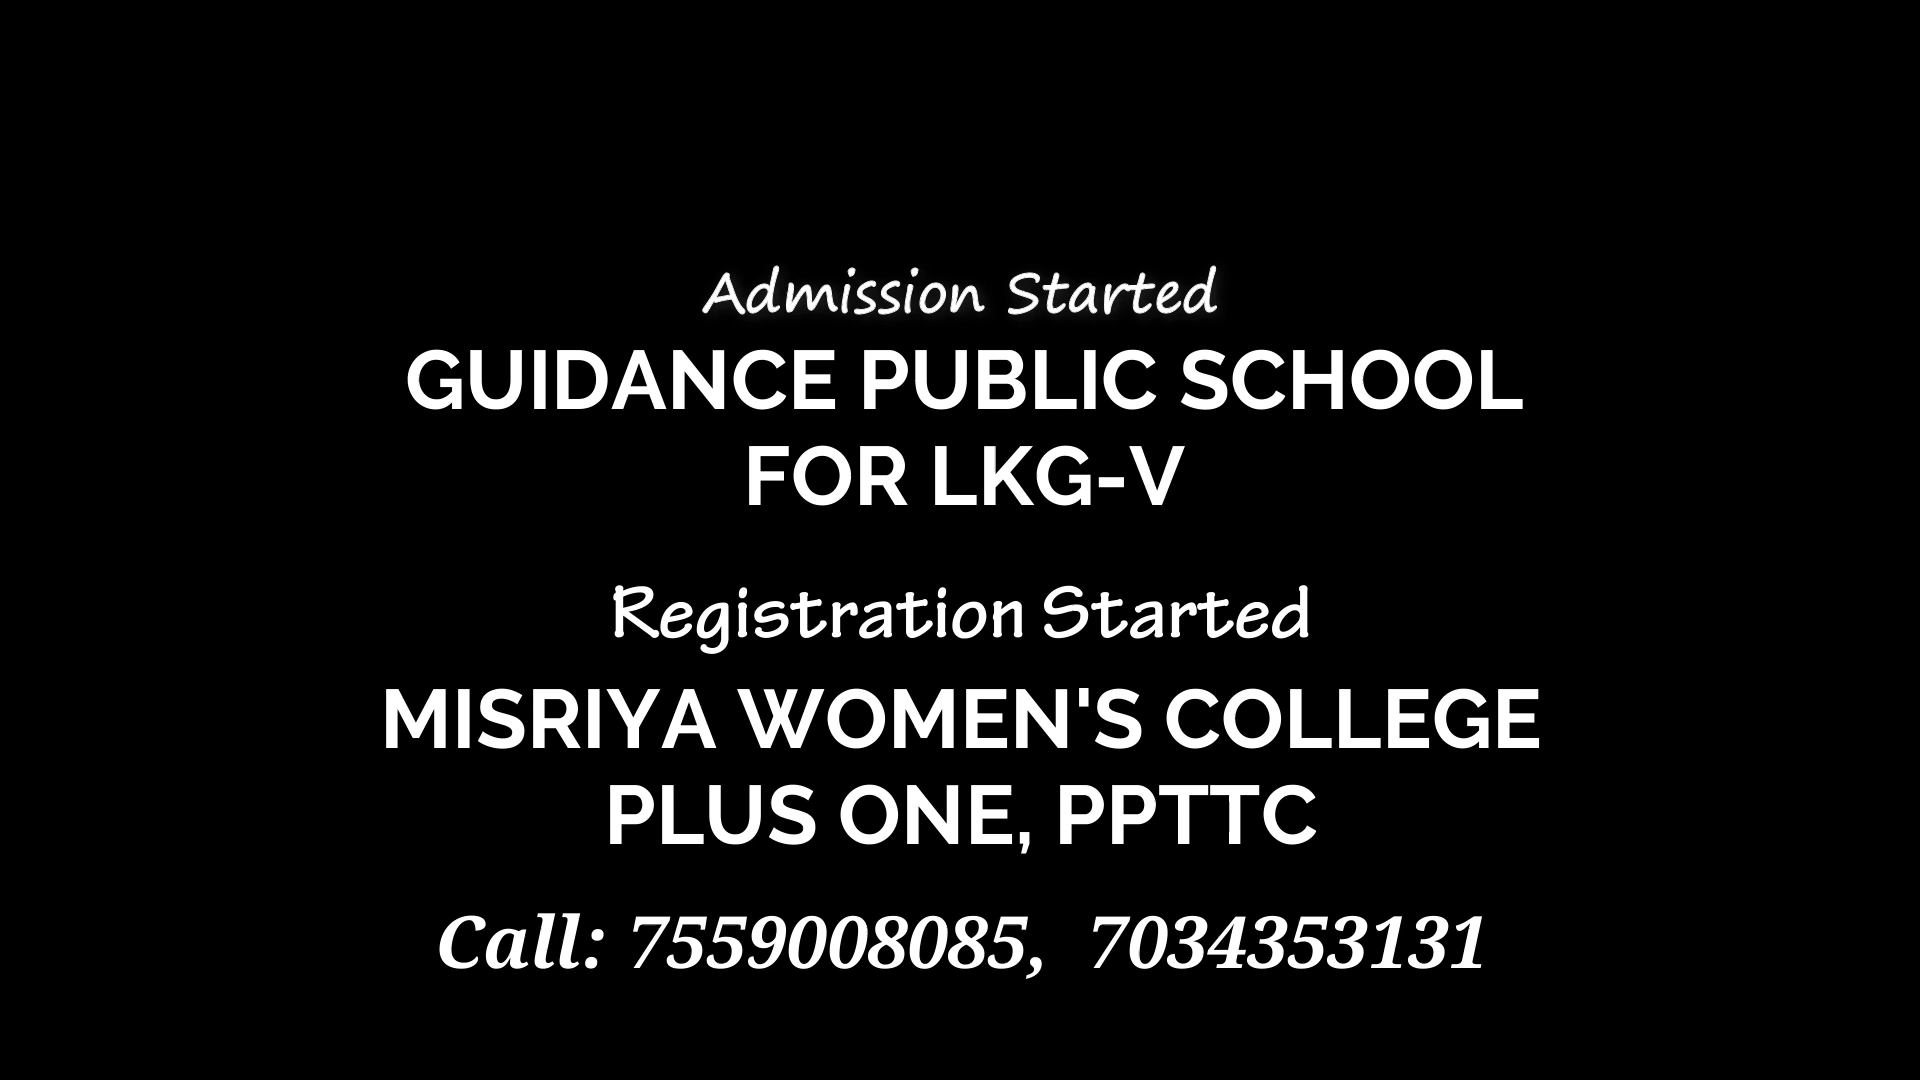 Admission Started
GUIDANCE PUBLIC SCHOOL
FOR LKG-V
Registration Started
MISRIYA WOMEN'S COLLEGE
PLUS ONE, PPTTC
Call: 7559008085, 7034353131